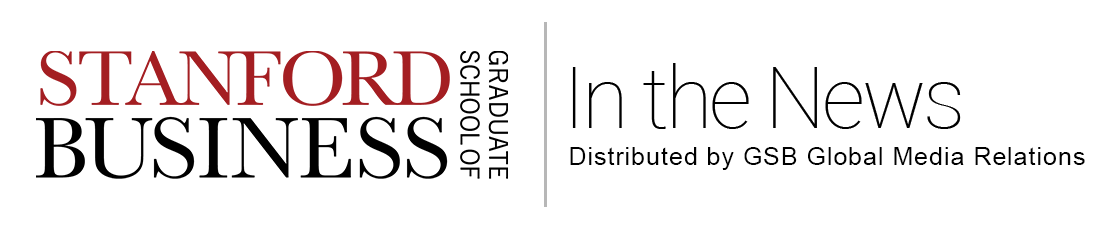 STANFORD
BUSINESS
GRADUATE
SCHOOL OF
In the News
Distributed by GSB Global Media Relations